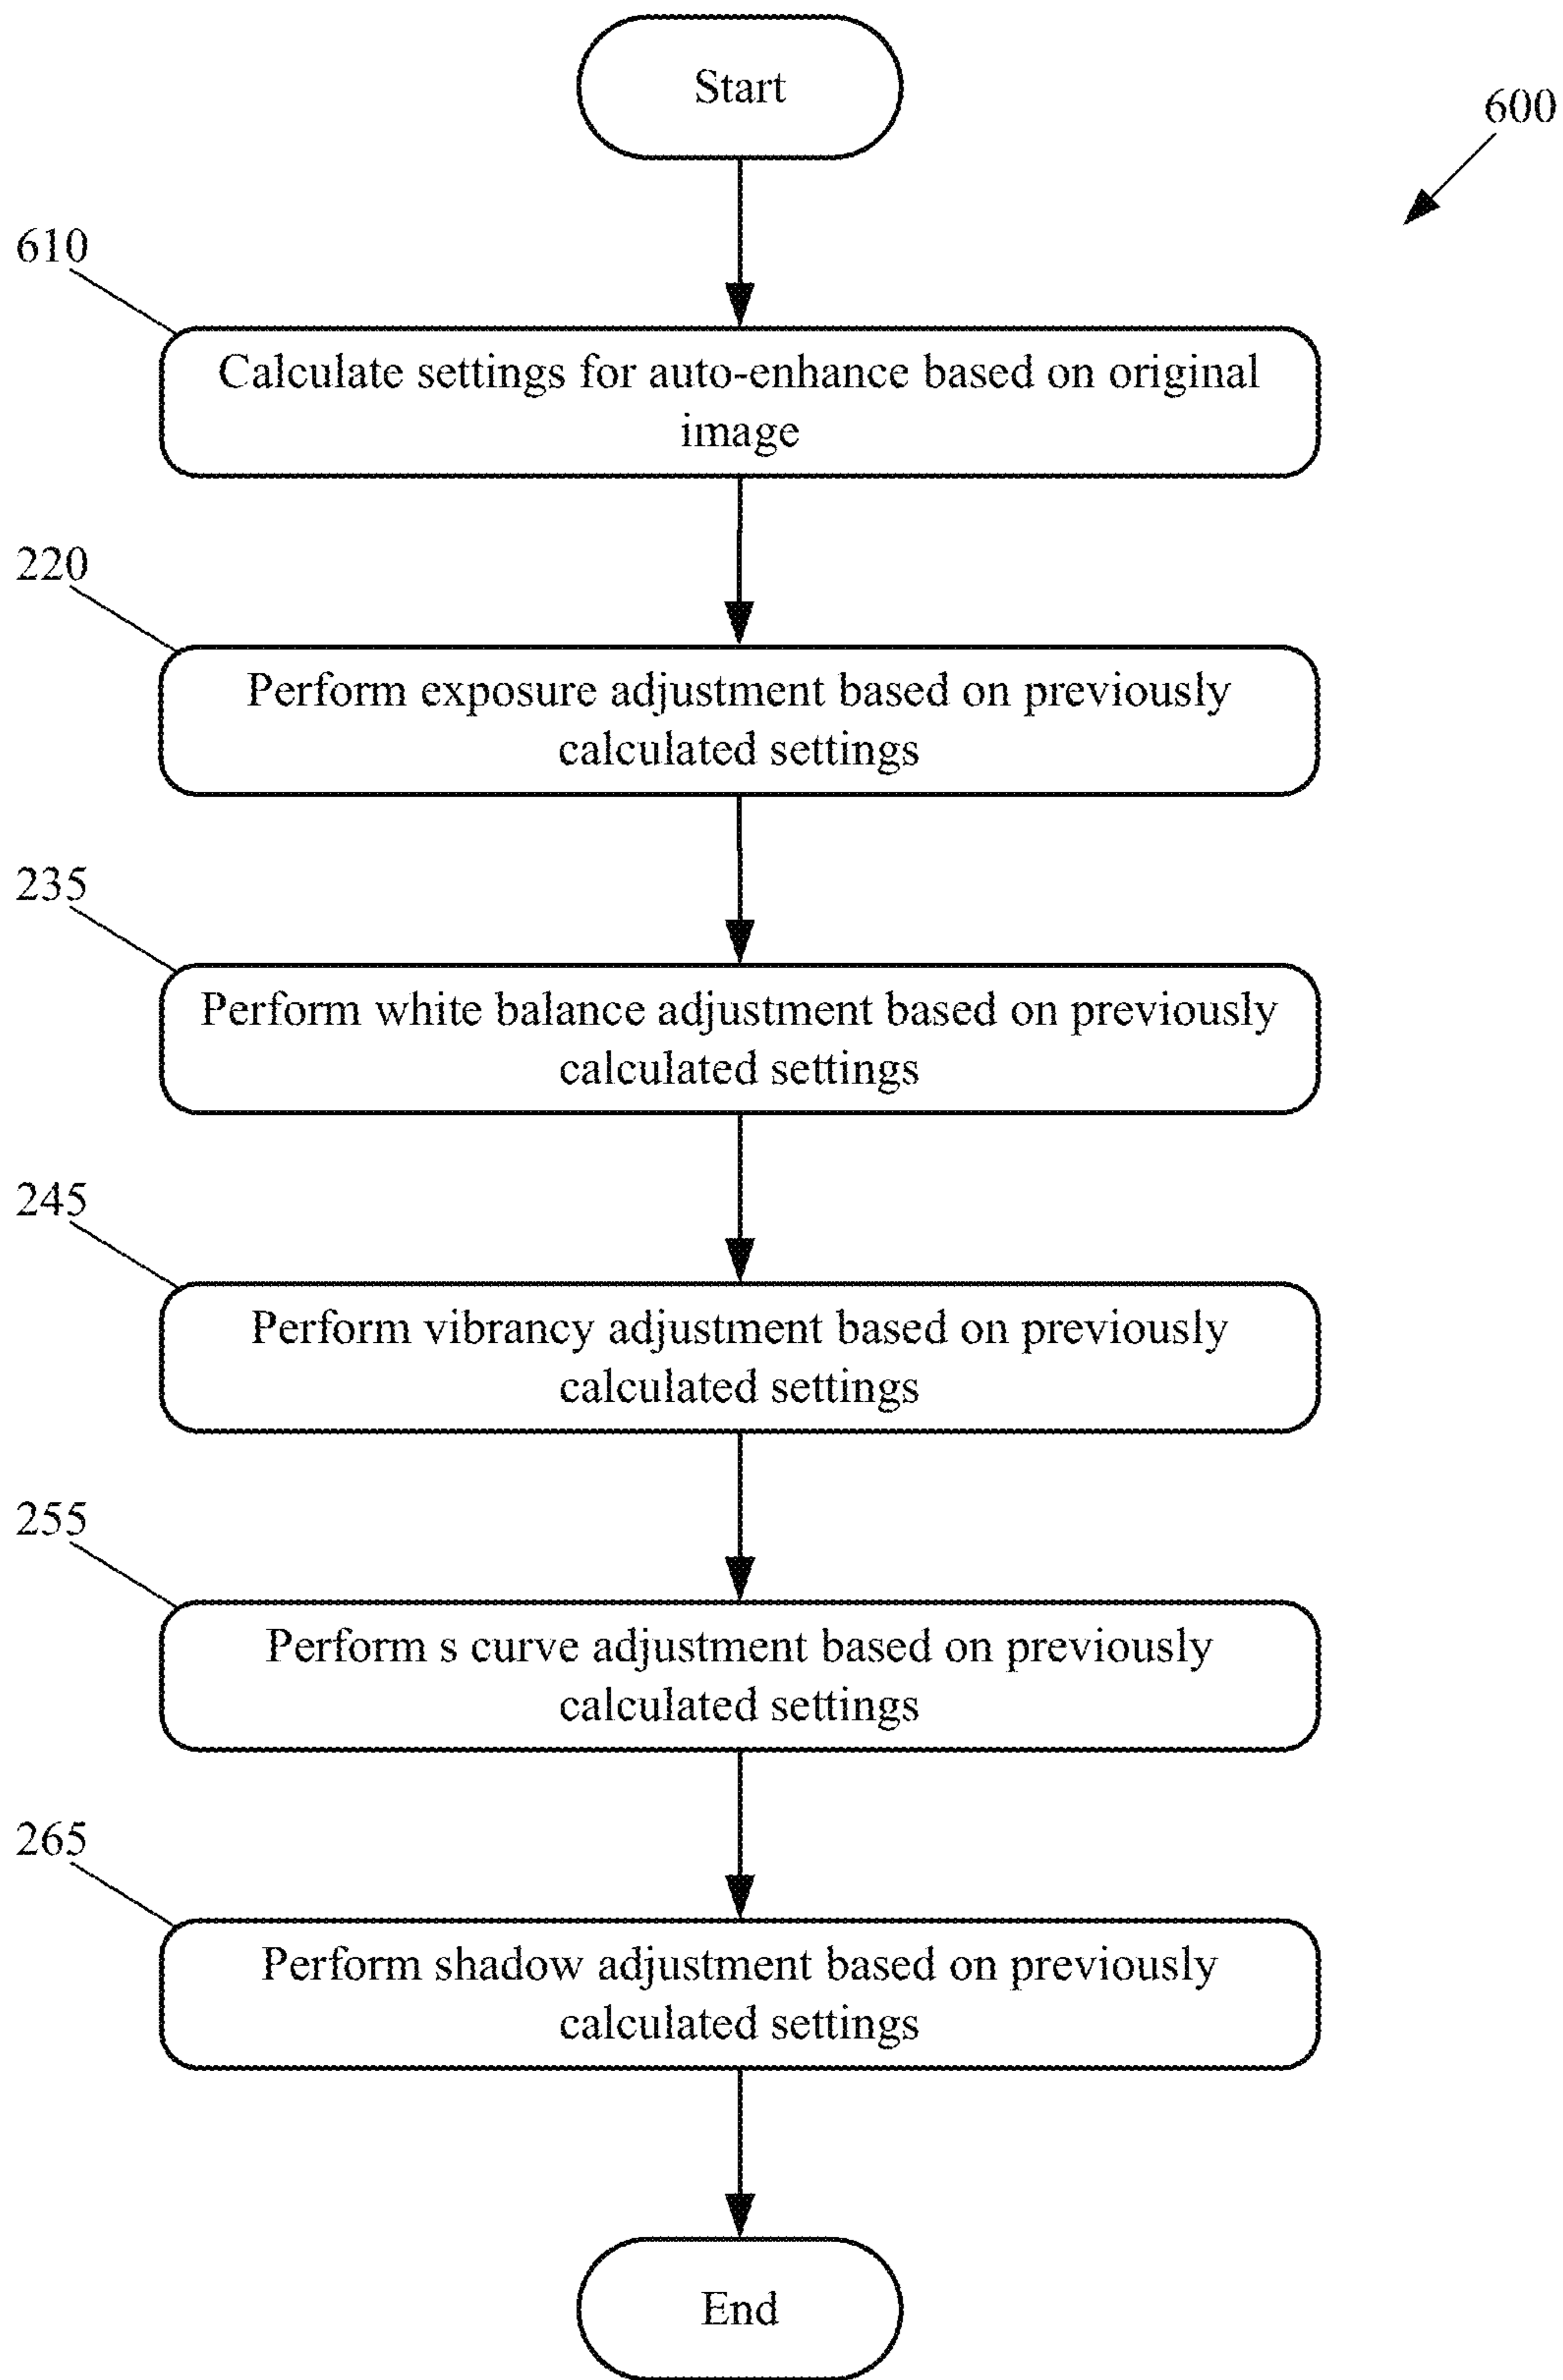 Start
600
610
Calculate settings for auto-enhance based on original
image
220
Perform exposure adjustment based on previously
calculated settings
235
Perform white balance adjustment based on previously
calculated settings
245
Perform vibrancy adjustment based on previously
calculated settings
255
Perform s curve adjustment based on previously
calculated settings
265
Perform shadow adjustment based on previously
calculated settings
End